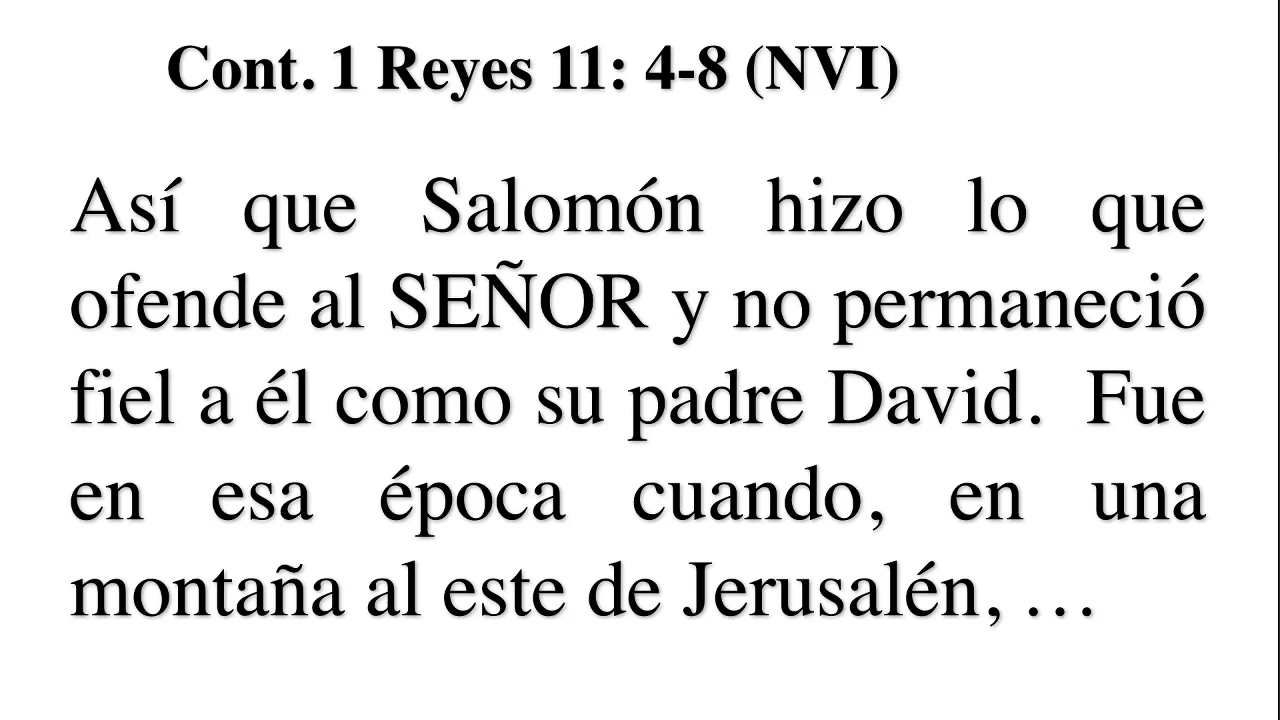 Cont. 1 Reyes 11: 4-8 (NVI)
Así que Salomón hizo lo que
ofende al SEÑOR y no permaneció
fiel a él como su padre David. Fue
en esa época cuando, en una
montaña al este de Jerusalén, …